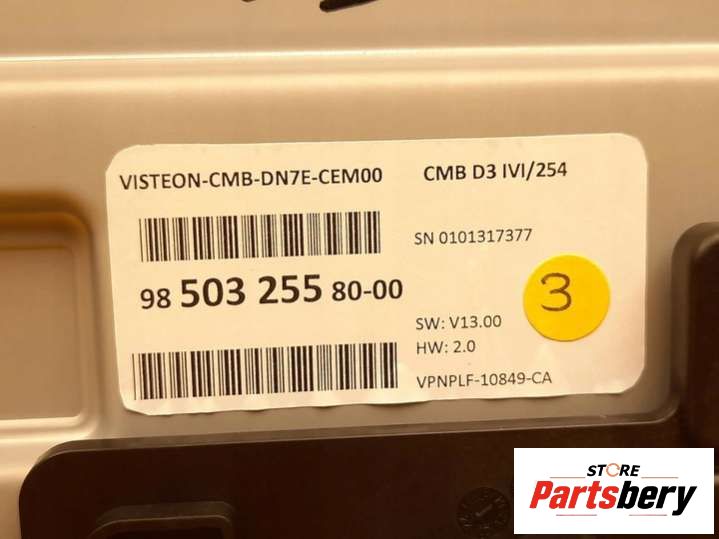 VISTEON-CMB-DN7E-CEM00 CMB D3 IVI/254
SN 0101317377
98 503 255 80-00
3
SW: V13.00
HW: 2.0
VPNPLF-10849-CA
STORE
Partsbery